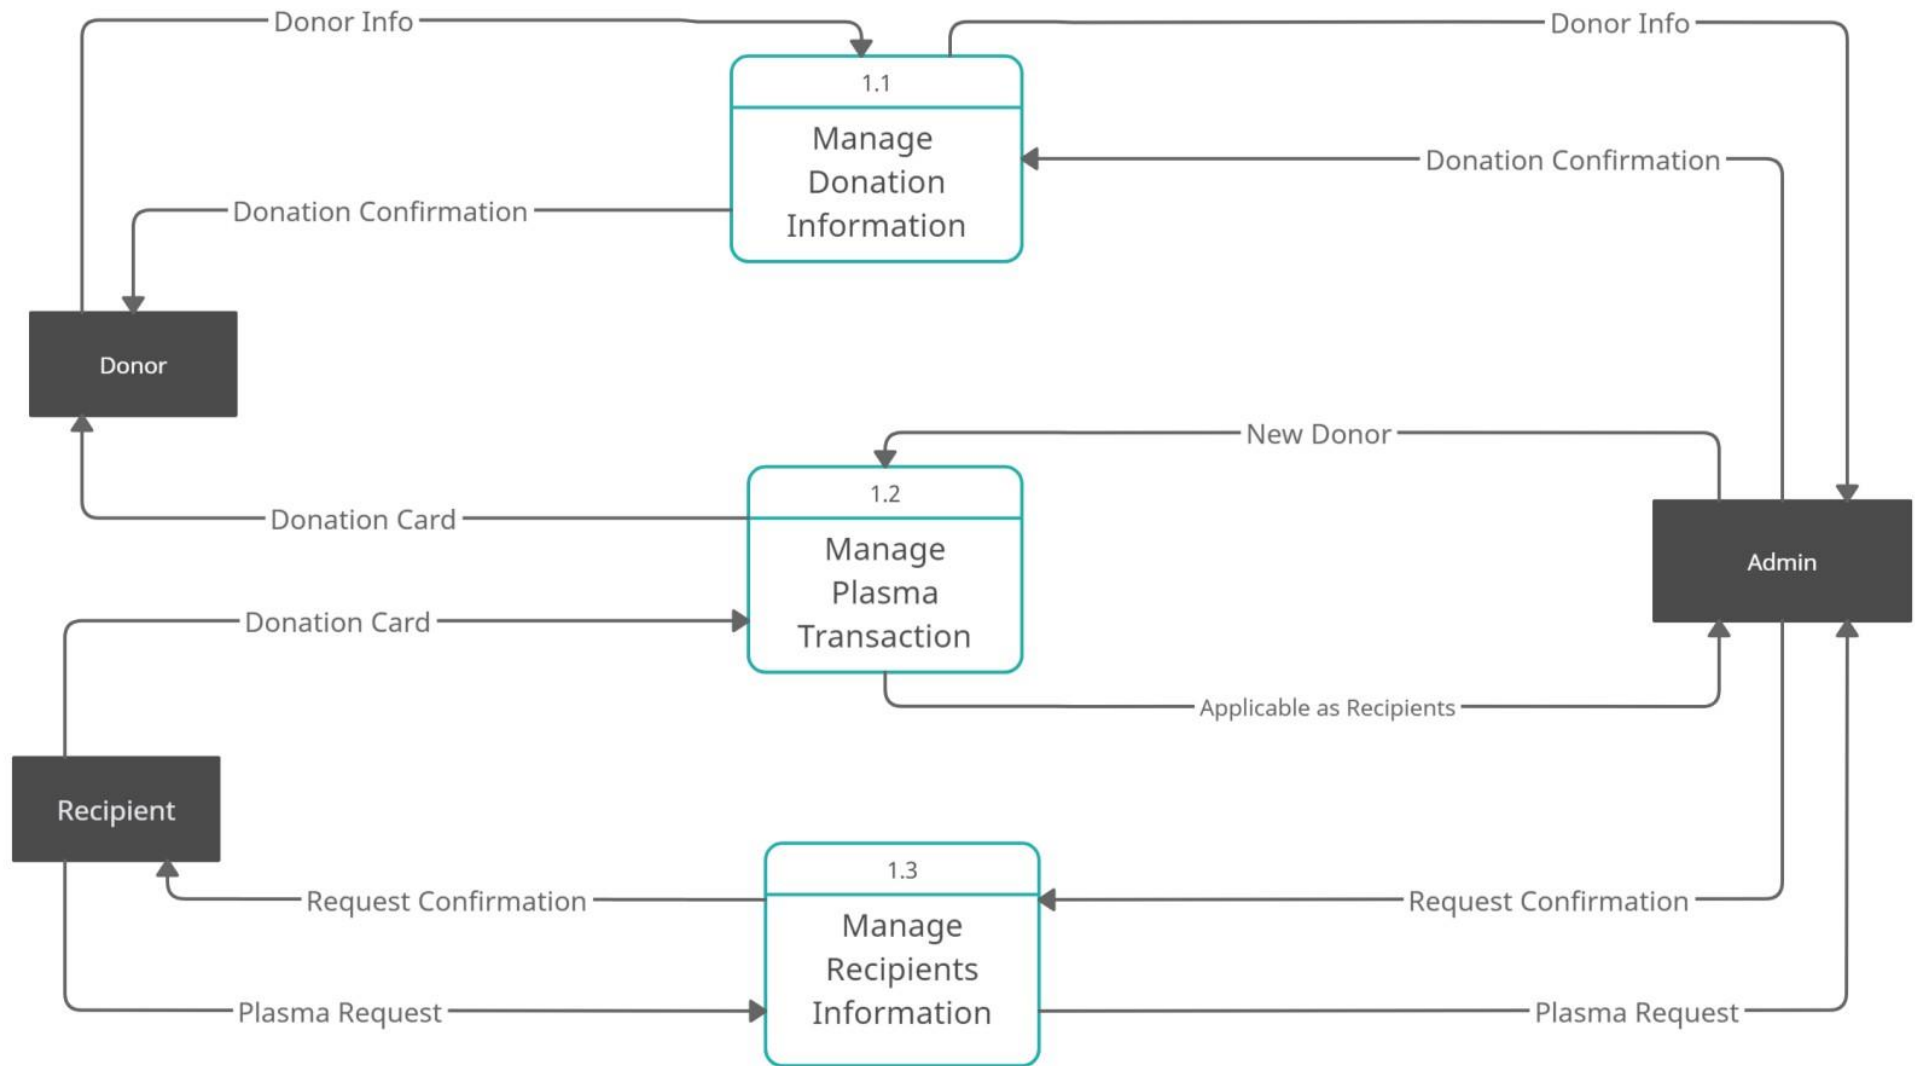 Donor Info
Donor Info
1.1
Manage
Donation
Information
Donation Confirmation
Donation Confirmation
Donor
New Donor
1.2
Manage
Plasma
Transaction
Donation Card
Admin
Donation Card
Applicable as Recipients
Recipient
1.3
Manage
Recipients
Information
Request Confirmation
Request Confirmation
Plasma Request
Plasma Request